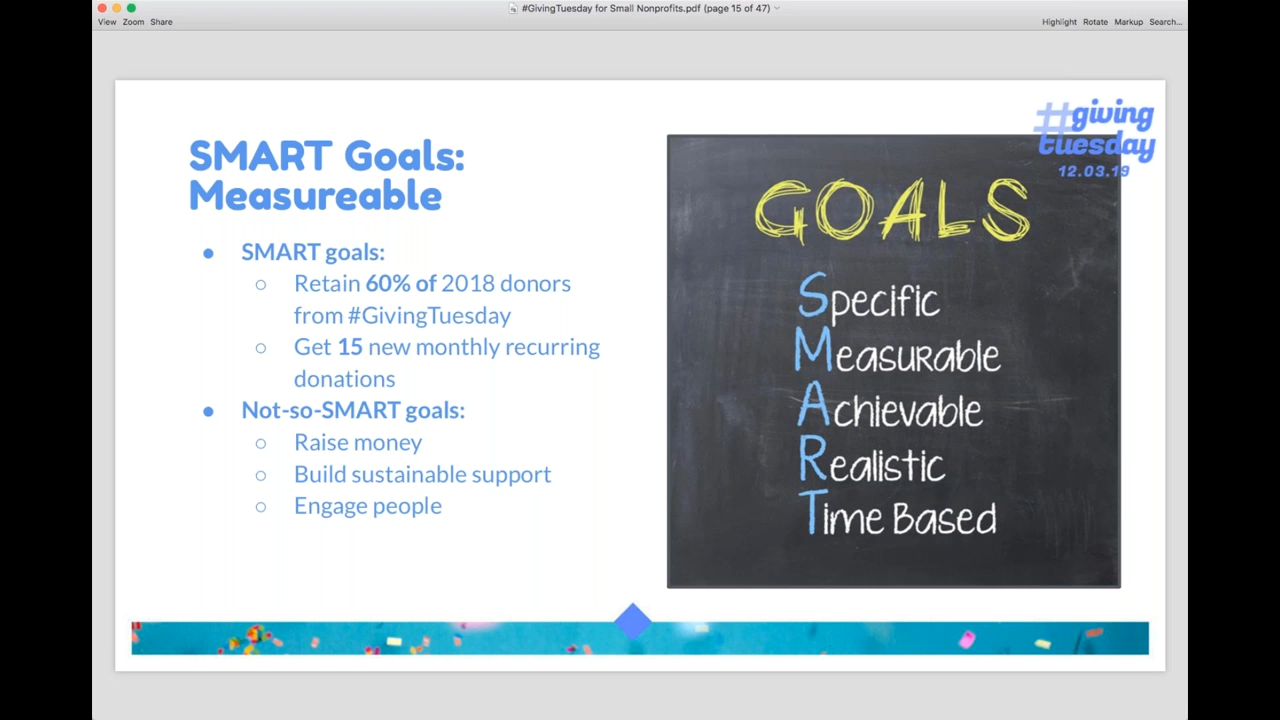 #GivingTuesday for Small Nonprofits.pdf (page 15 of 47)
View Zoom Share
Highlight Rotate Markup Search...
#giving
tuesday
12.03.19
SMART Goals:
Measureable
SMART goals:
Retain 60% of 2018 donors
from #GivingTuesday
Get 15 new monthly recurring
donations
Not-so-SMART goals:
Raise money
Build sustainable support
Engage people
GOALS
Specific
Measurable
Achievable
Realistic
Time Based